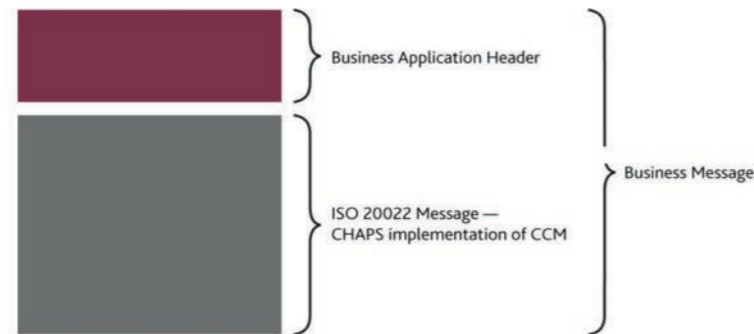 Business Application Header
Business Message
ISO 20022 Message —
CHAPS implementation of CCM